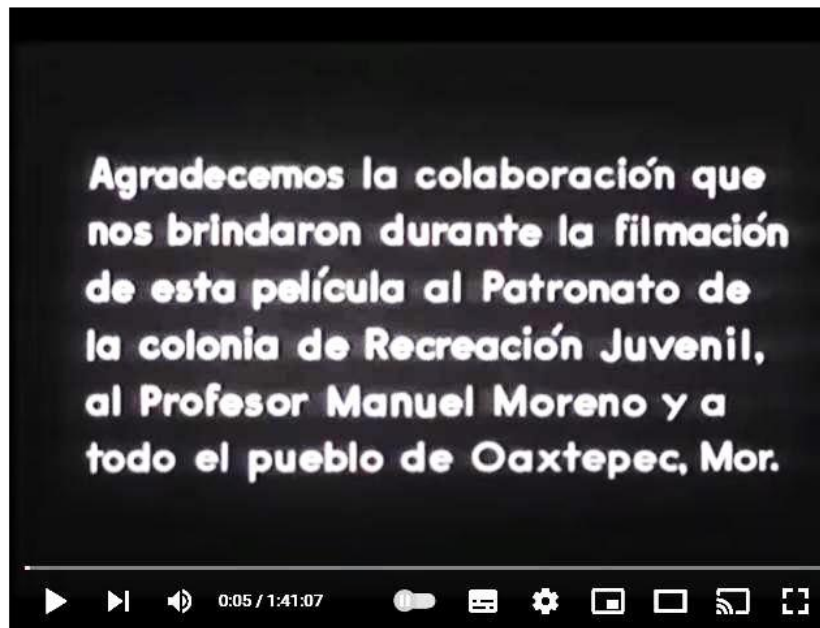 Agradecemos la colaboración que
nos brindaron durante la filmación
de esta película al Patronato de
la colonia de Recreación Juvenil,
al Profesor Manuel Moreno y a
todo el pueblo de Oaxtepec, Mor.
0:05 / 1:41:07